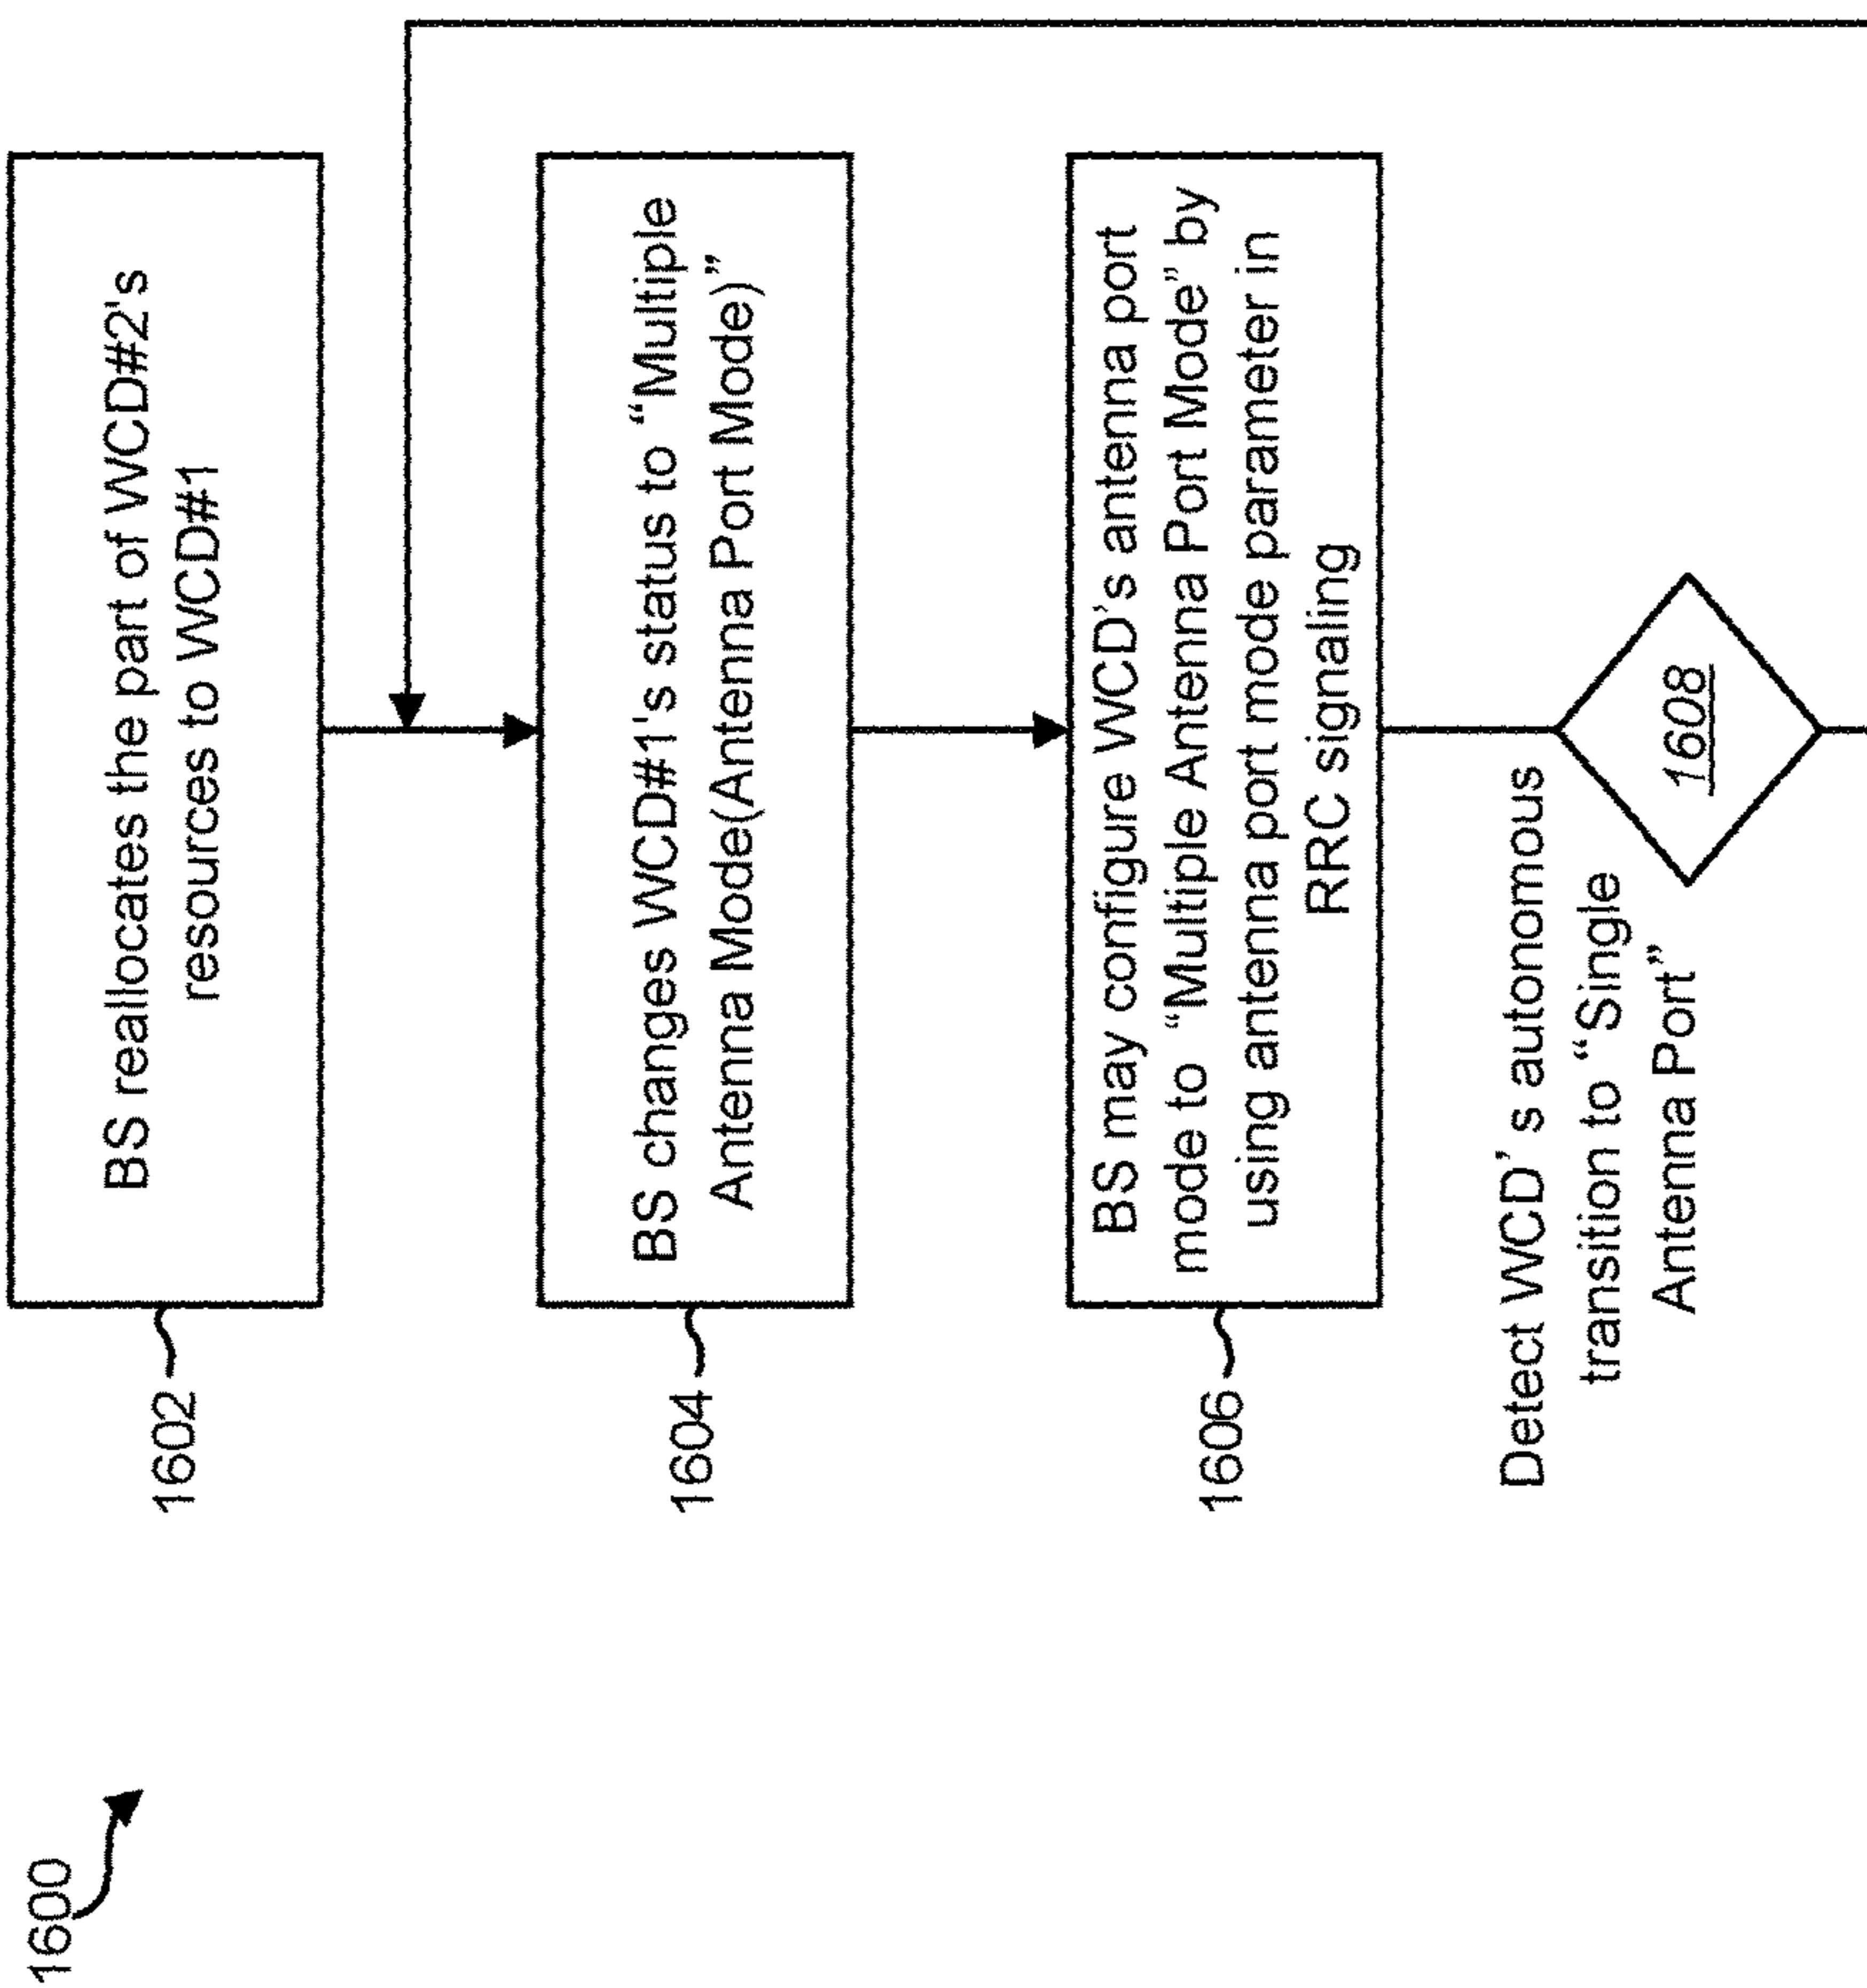 1600
1602
BS reallocates the part of WCD#2's
resources to WCD#1
1604
BS changes WCD#1's status to “Multiple
Antenna Mode(Antenna Port Mode)”
1606
BS may configure WCD's antenna port
mode to “Multiple Antenna Port Mode” by
using antenna port mode parameter in
RRC signaling
Detect WCD' s autonomous
transition to “Single
Antenna Port”
1608